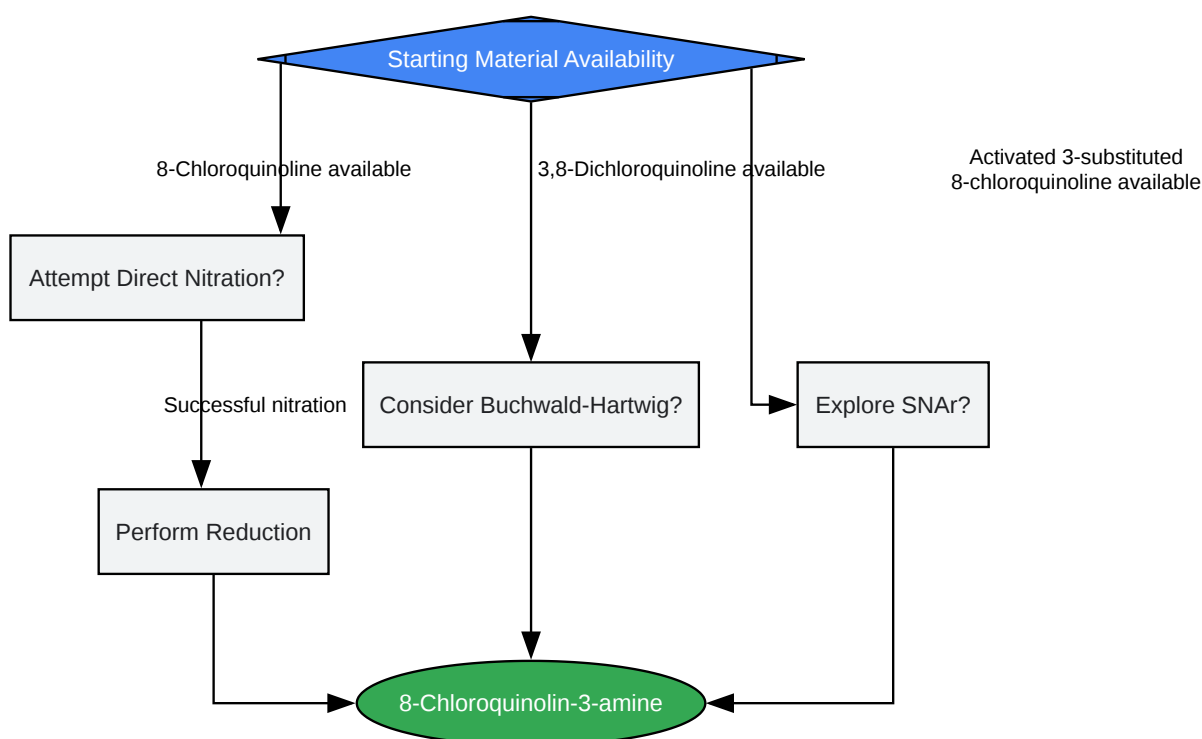 Starting Material Availability
8-Chloroquinoline available
3,8-Dichloroquinoline available
Activated 3-substituted
8-chloroquinoline available
Attempt Direct Nitration?
Successful nitration
Consider Buchwald-Hartwig?
Explore SNAr?
Perform Reduction
8-Chloroquinolin-3-amine